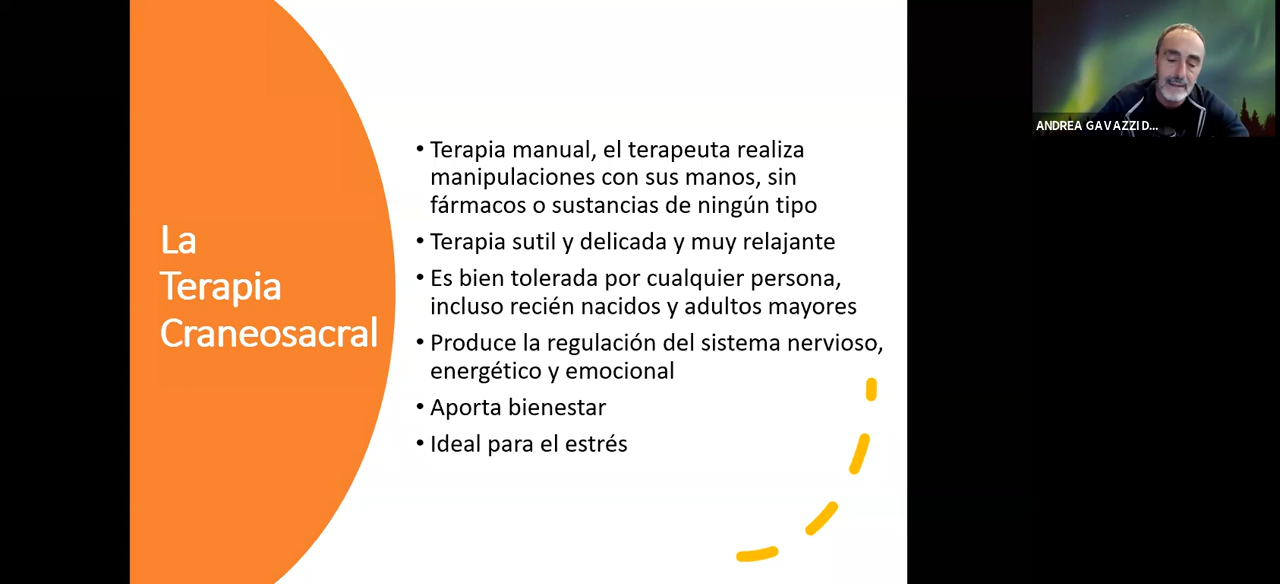 La
Terapia
Craneosacral
• Terapia manual, el terapeuta realiza
manipulaciones con sus manos, sin
fármacos o sustancias de ningún tipo
• Terapia sutil y delicada y muy relajante
• Es bien tolerada por cualquier persona,
incluso recién nacidos y adultos mayores
• Produce la regulación del sistema nervioso,
energético y emocional
• Aporta bienestar
• Ideal para el estrés
ANDREA GAVAZZI D...